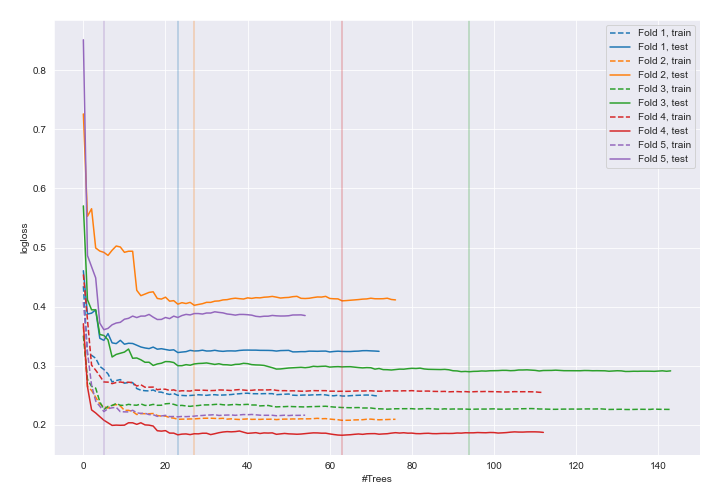 Fold 1, train
Fold 1, test
Fold 2, train
Fold 2, test
Fold 3, train
Fold 3, test
Fold 4, train
Fold 4, test
Fold 5, train
Fold 5, test
0.8
0.7
0.6
0.5
0.4
0.3
0.2
logloss
0 20 40 60 80 100 120 140
#Trees